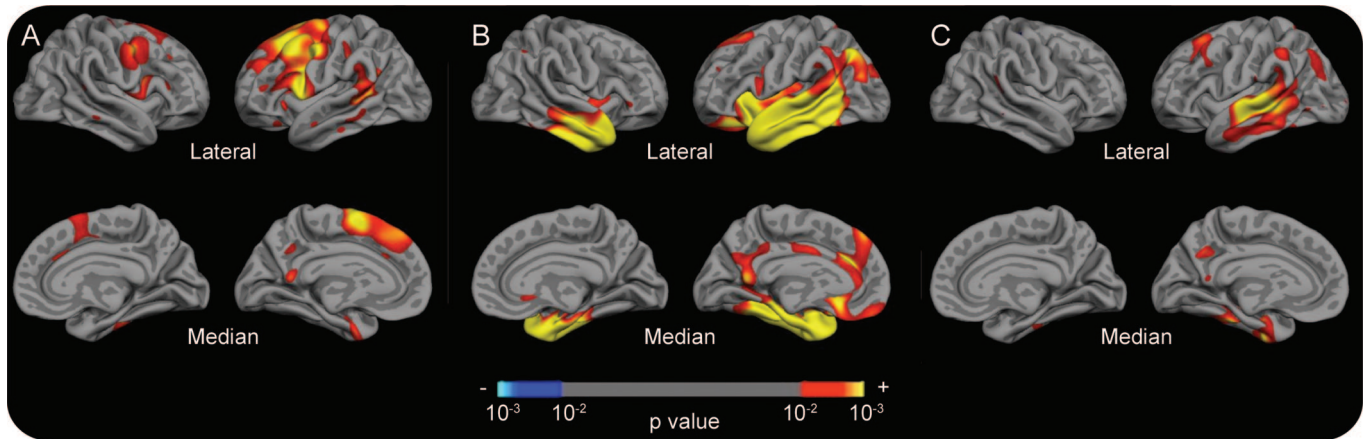 A B C
Lateral Lateral Lateral
Median Median Median
- +
10-3 10-2 10-2 10-3
p value